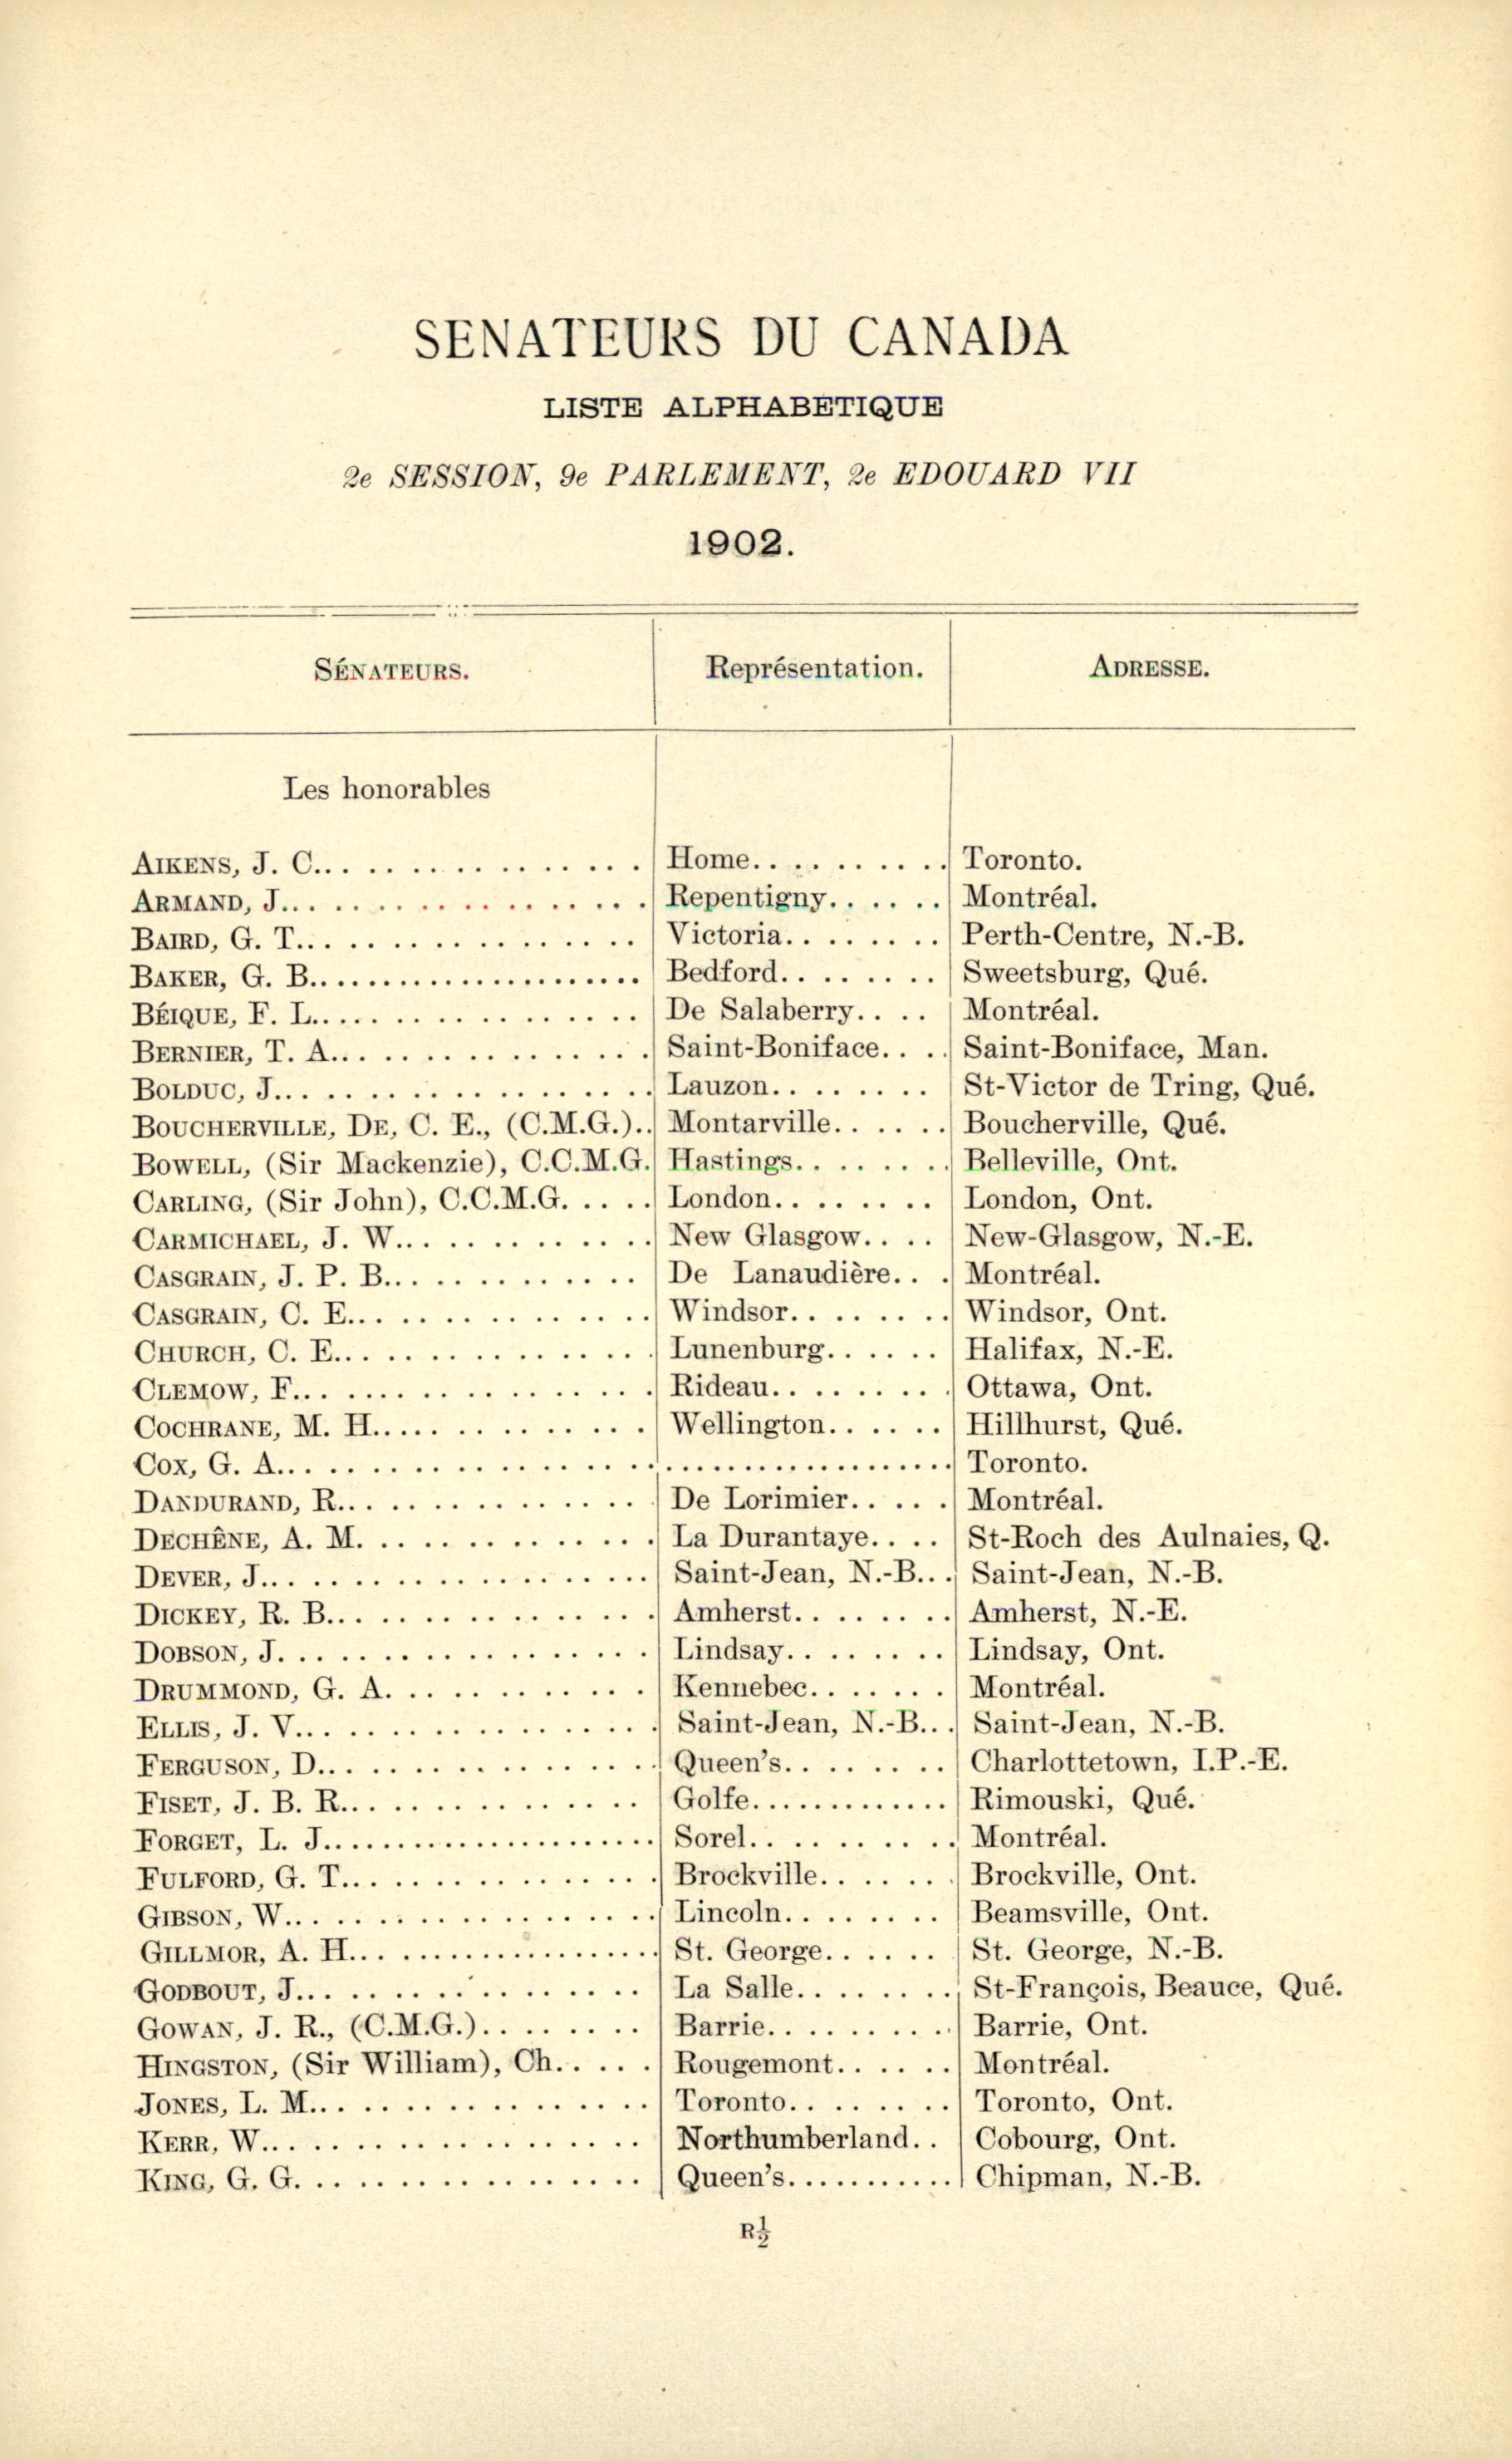 SENATEURS DU CANADA
LISTE ALPHABETIQUE
2e SESSION, 9e PARLEMENT, 2e EDOUARD VII
1902.
SÉNATEURS. Représentation. ADRESSE.
Les honorables
AIKENS, J. C. Home. Toronto.
ARMAND, J. Repentigny. Montréal.
BAIRD, G. T. Victoria. Perth-Centre, N.-B.
BAKER, G. B. Bedford. Sweetsburg, Qué.
BÉIQUE, F. L. De Salaberry. Montréal.
BERNIER, T. A. Saint-Boniface. Saint-Boniface, Man.
BOLDUC, J. Lauzon. St-Victor de Tring, Qué.
BOUCHERVILLE, DE, C. E., (C.M.G.). Montarville. Boucherville, Qué.
BOWELL, (Sir Mackenzie), C.C.M.G. Hastings. Belleville, Ont.
CARLING, (Sir John), C.C.M.G. London. London, Ont.
CARMICHAEL, J. W. New Glasgow. New-Glasgow, N.-E.
CASGRAIN, J. P. B. De Lanaudière. Montréal.
CASGRAIN, C. E. Windsor. Windsor, Ont.
CHURCH, C. E. Lunenburg. Halifax, N.-E.
CLEMOW, F. Rideau. Ottawa, Ont.
COCHRANE, M. H. Wellington. Hillhurst, Qué.
COX, G. A. Toronto.
DANDURAND, R. De Lorimier. Montréal.
DECHÊNE, A. M. La Durantaye. St-Roch des Aulnaies, Q.
DEVER, J. Saint-Jean, N.-B. Saint-Jean, N.-B.
DICKEY, R. B. Amherst. Amherst, N.-E.
DOBSON, J. Lindsay. Lindsay, Ont.
DRUMMOND, G. A. Kennebec. Montréal.
ELLIS, J. V. Saint-Jean, N.-B. Saint-Jean, N.-B.
FERGUSON, D. Queen's. Charlottetown, I.P.-E.
FISET, J. B. R. Golfe. Rimouski, Qué.
FORGET, L. J. Sorel. Montréal.
FULFORD, G. T. Brockville. Brockville, Ont.
GIBSON, W. Lincoln. Beamsville, Ont.
GILLMOR, A. H. St. George. St. George, N.-B.
GODBOUT, J. La Salle. St-François, Beauce, Qué.
GOWAN, J. R., (C.M.G.) Barrie. Barrie, Ont.
HINGSTON, (Sir William), Ch. Rougemont. Montréal.
JONES, L. M. Toronto. Toronto, Ont.
KERR, W. Northumberland. Cobourg, Ont.
KING, G. G. Queen's. Chipman, N.-B.
R½